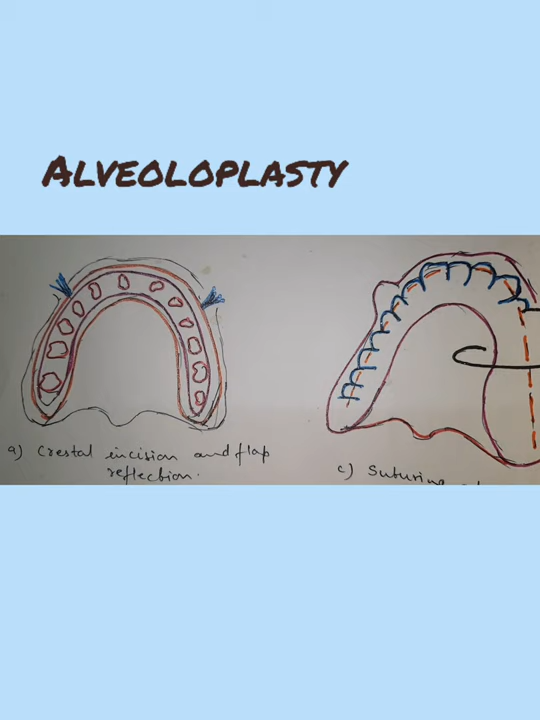 ALVEOLOPLASTY
a) Crestal incision and flap
reflection.
c) Suturing